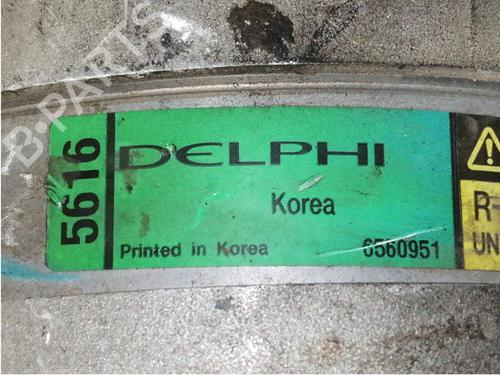 B-PARTS
5616
DELPHI
Korea
Printed in Korea
6560951
R-
UN